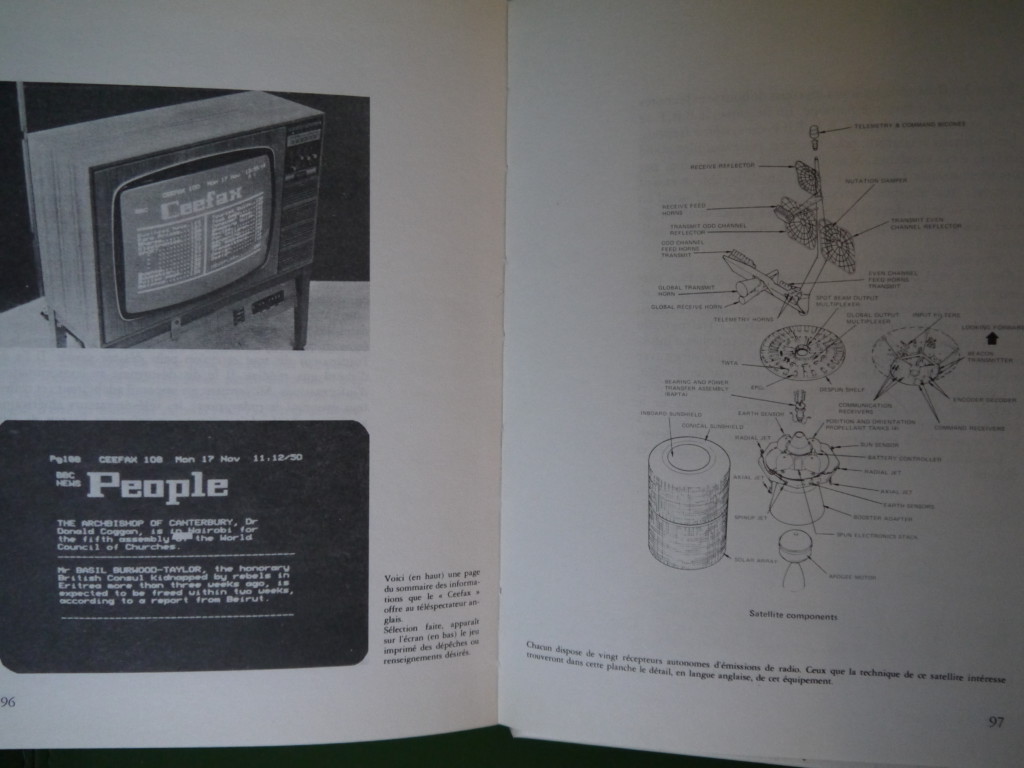 Ceefax
Pg100 CEEFAX 100 Mon 17 Nov 11.12/50
BBC
NEWS
People
THE ARCHBISHOP OF CANTERBURY, Dr
Donald Coggan, is in Nairobi for
the fifth assembly of the World
Council of Churches.
Mr BASIL BURWOOD-TAYLOR, the honorary
British Consul kidnapped by rebels in
Eritrea more than three weeks ago, is
expected to be freed within two weeks,
according to a report from Beirut.
Voici (en haut) une page
du sommaire des informa-
tions que le « Ceefax »
offre au téléspectateur an-
glais.
Sélection faite, apparaît
sur l'écran (en bas) le jeu
imprimé des dépêches ou
renseignements désirés.
96
TELEMETRY & COMMAND BICONES
RECEIVE REFLECTOR
NUTATION DAMPER
RECEIVE FEED
HORNS
TRANSMIT EVEN
CHANNEL REFLECTOR
TRANSMIT ODD CHANNEL
REFLECTOR
ODD CHANNEL
FEED HORNS
TRANSMIT
EVEN CHANNEL
FEED HORNS
TRANSMIT
GLOBAL TRANSMIT
HORN
GLOBAL RECEIVE HORN
TELEMETRY HORNS
SPOT BEAM OUTPUT
MULTIPLEXER
GLOBAL OUTPUT
MULTIPLEXER
INPUT FILTERS
LOOKING FORWARD
BEACON
TRANSMITTER
TWTA
EPC
DESPUN SHELF
BEARING AND POWER
TRANSFER ASSEMBLY
(BAPTA)
ENCODER DECODER
COMMUNICATION
RECEIVERS
COMMAND RECEIVERS
INBOARD SUNSHIELD
CONICAL SUNSHIELD
EARTH SENSOR
POSITION AND ORIENTATION
PROPELLANT TANKS
RADIAL JET
SUN SENSOR
BATTERY CONTROLLER
RADIAL JET
AXIAL JET
AXIAL JET
EARTH SENSORS
SPINUP JET
BOOSTER ADAPTER
SPUN ELECTRONICS
SOLAR ARRAY
APOGEE MOTOR
Satellite components
Chacun dispose de vingt récepteurs autonomes d'émissions de radio. Ceux que la technique de ce satellite intéresse
trouveront dans cette planche le détail, en langue anglaise, de cet équipement.
97